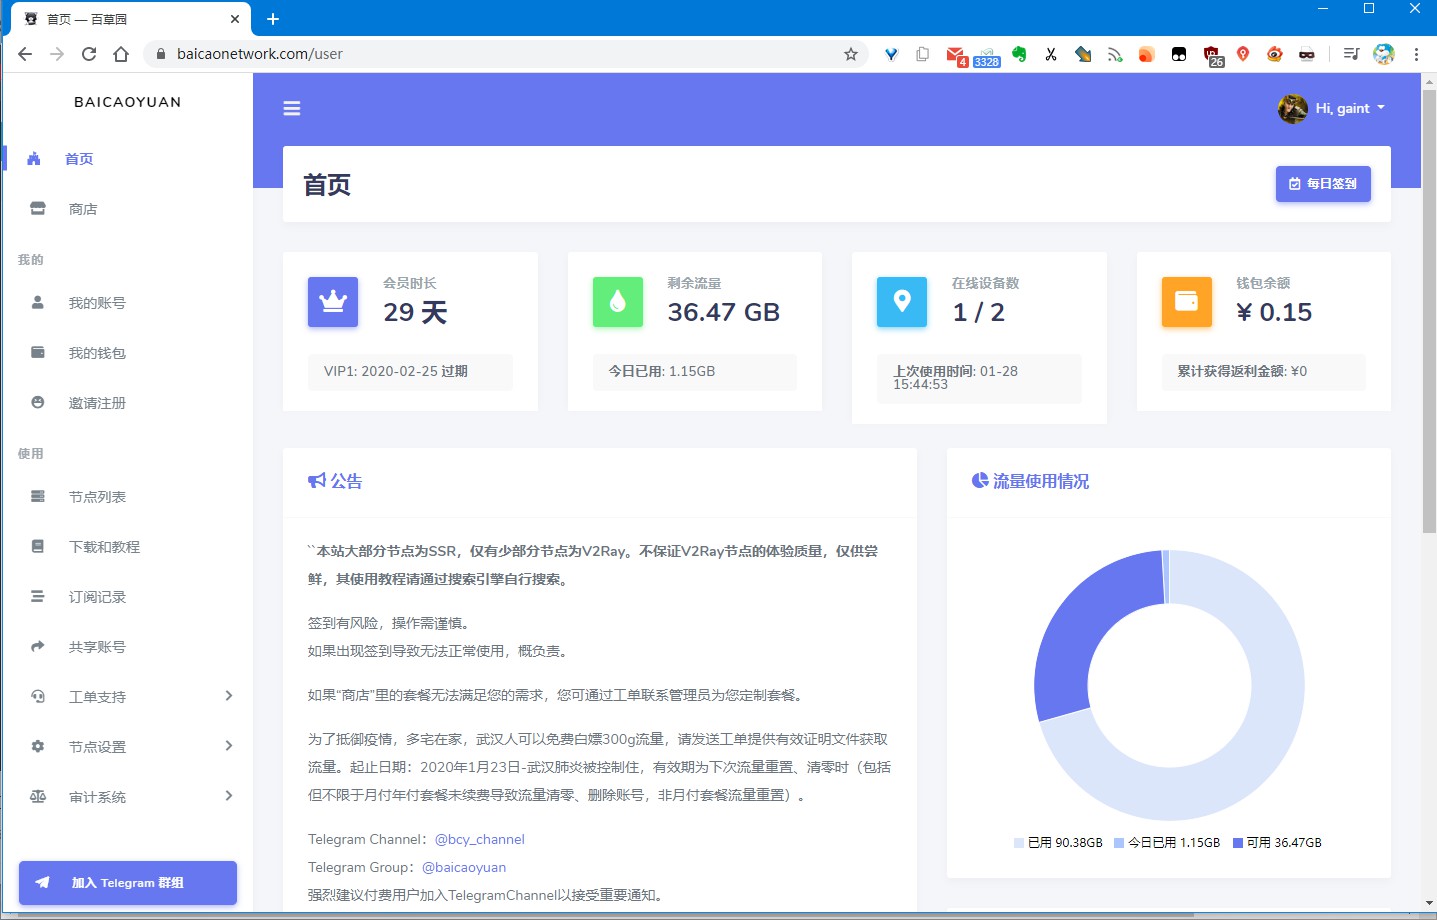 首页 — 百草园
baicaonetwork.com/user
4
3328
26
BAICAOYUAN
首页
商店
我的
我的账号
我的钱包
邀请注册
使用
节点列表
下载和教程
订阅记录
共享账号
工单支持
节点设置
审计系统
加入 Telegram 群组
Hi, gaint
首页
每日签到
会员时长
29 天
VIP1: 2020-02-25 过期
剩余流量
36.47 GB
今日已用: 1.15GB
在线设备数
1 / 2
上次使用时间: 01-28
15:44:53
钱包余额
¥ 0.15
累计获得返利金额: ¥0
公告
``本站大部分节点为SSR，仅有少部分节点为V2Ray。不保证V2Ray节点的体验质量，仅供尝
鲜，其使用教程请通过搜索引擎自行搜索。
签到有风险，操作需谨慎。
如果出现签到导致无法正常使用，概负责。
如果“商店”里的套餐无法满足您的需求，您可通过工单联系管理员为您定制套餐。
为了抵御疫情，多宅在家，武汉人可以免费白嫖300g流量，请发送工单提供有效证明文件获取
流量。起止日期：2020年1月23日-武汉肺炎被控制住，有效期为下次流量重置、清零时（包括
但不限于月付年付套餐未续费导致流量清零、删除账号，非月付套餐流量重置）。
Telegram Channel：@bcy_channel
Telegram Group：@baicaoyuan
强烈建议付费用户加入TelegramChannel以接受重要通知。
流量使用情况
已用 90.38GB
今日已用 1.15GB
可用 36.47GB